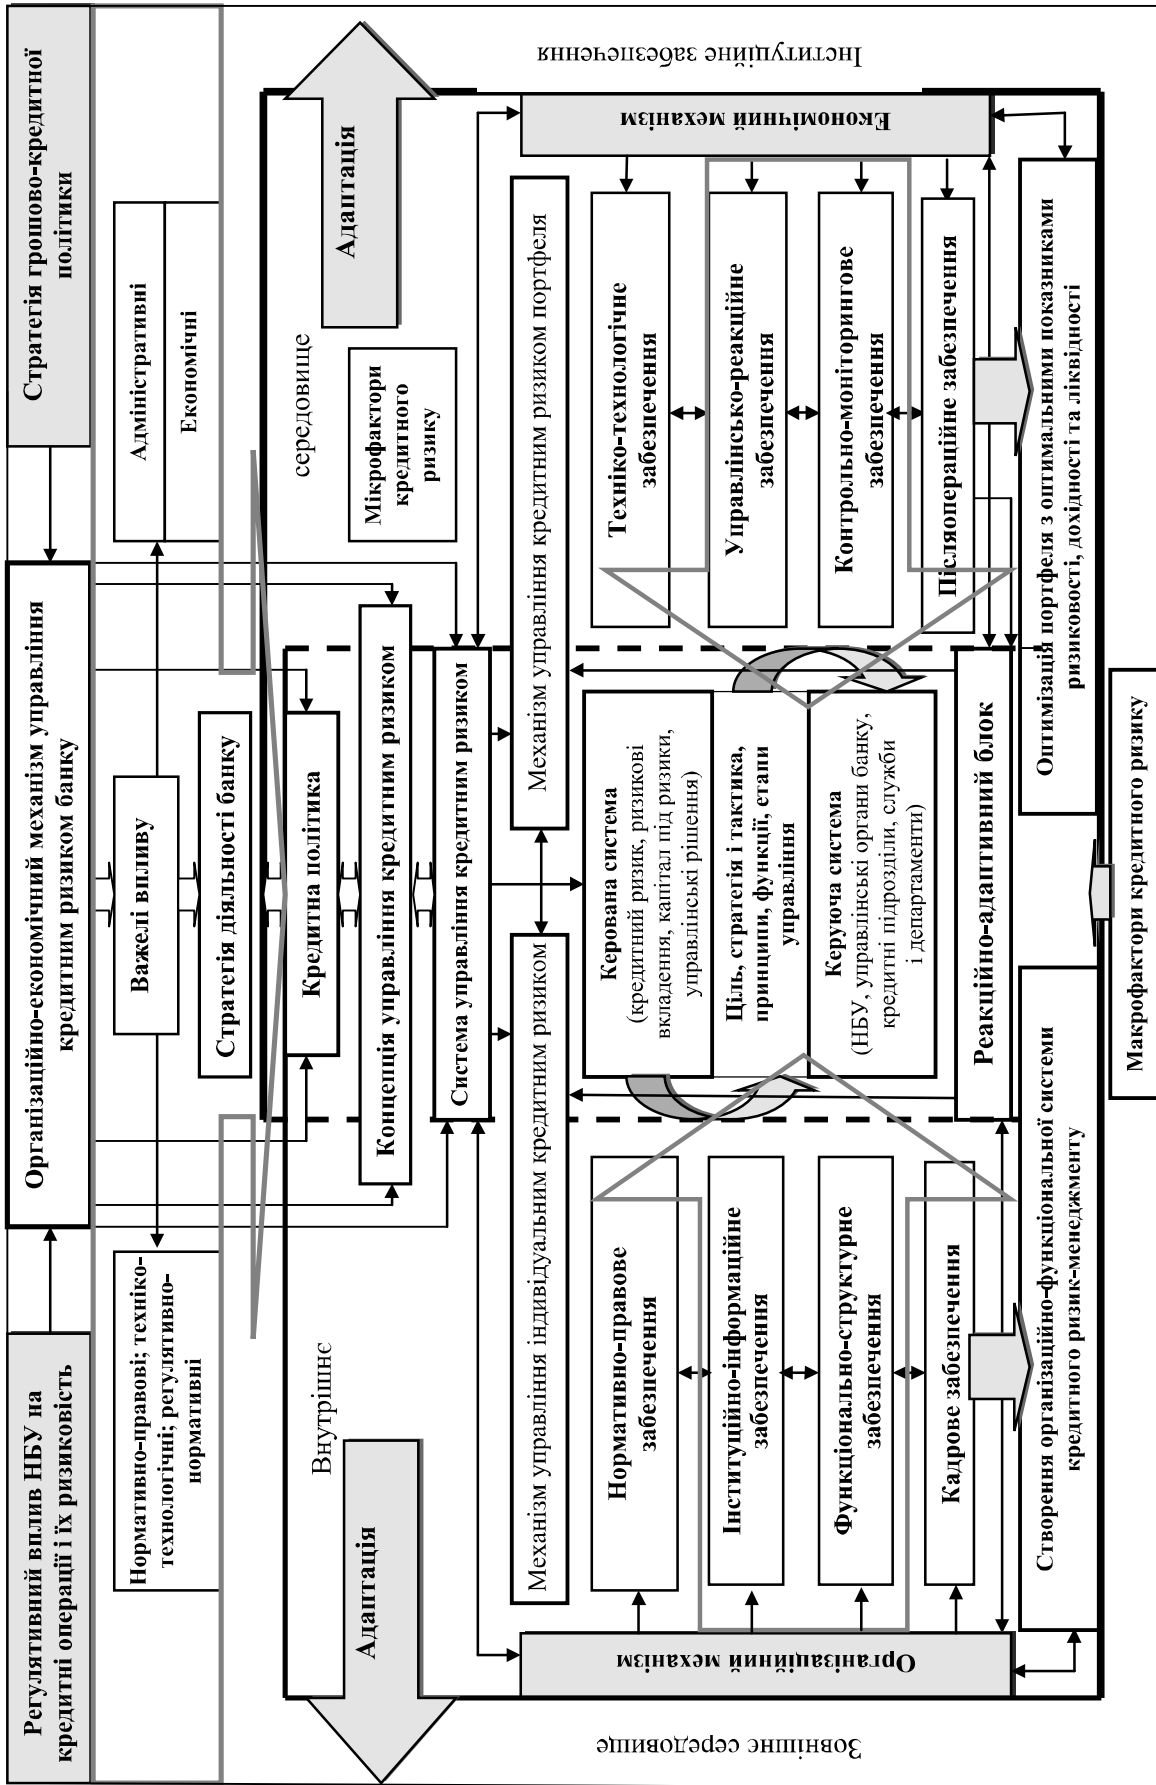 Регулятивний вплив НБУ на
кредитні операції і їх ризиковість
Організаційно-економічний механізм управління
кредитним ризиком банку
Стратегія грошово-кредитної
політики
Нормативно-правові; техніко-
технологічні; регулятивно-
нормативні
Важелі впливу
Адміністративні
Економічні
Стратегія діяльності банку
Внутрішнє
середовище
Кредитна політика
Адаптація
Адаптація
Мікрофактори
кредитного
ризику
Концепція управління кредитним ризиком
Система управління кредитним ризиком
Механізм управління індивідуальним кредитним ризиком
Механізм управління кредитним ризиком портфеля
Зовнішнє середовище
Організаційний механізм
Нормативно-правове
забезпечення
Інституційно-інформаційне
забезпечення
Функціонально-структурне
забезпечення
Кадрове забезпечення
Керована система
(кредитний ризик, ризикові
вкладення, капітал під ризики,
управлінські рішення)
Ціль, стратегія і тактика,
принципи, функції, етапи
управління
Керуюча система
(НБУ, управлінські органи банку,
кредитні підрозділи, служби
і департаменти)
Техніко-технологічне
забезпечення
Управлінсько-реакційне
забезпечення
Контрольно-моніторингове
забезпечення
Післяопераційне забезпечення
Економічний механізм
Інституційне забезпечення
Реакційно-адаптивний блок
Створення організаційно-функціональної системи
кредитного ризик-менеджменту
Оптимізація портфеля з оптимальними показниками
ризиковості, дохідності та ліквідності
Макрофактори кредитного ризику